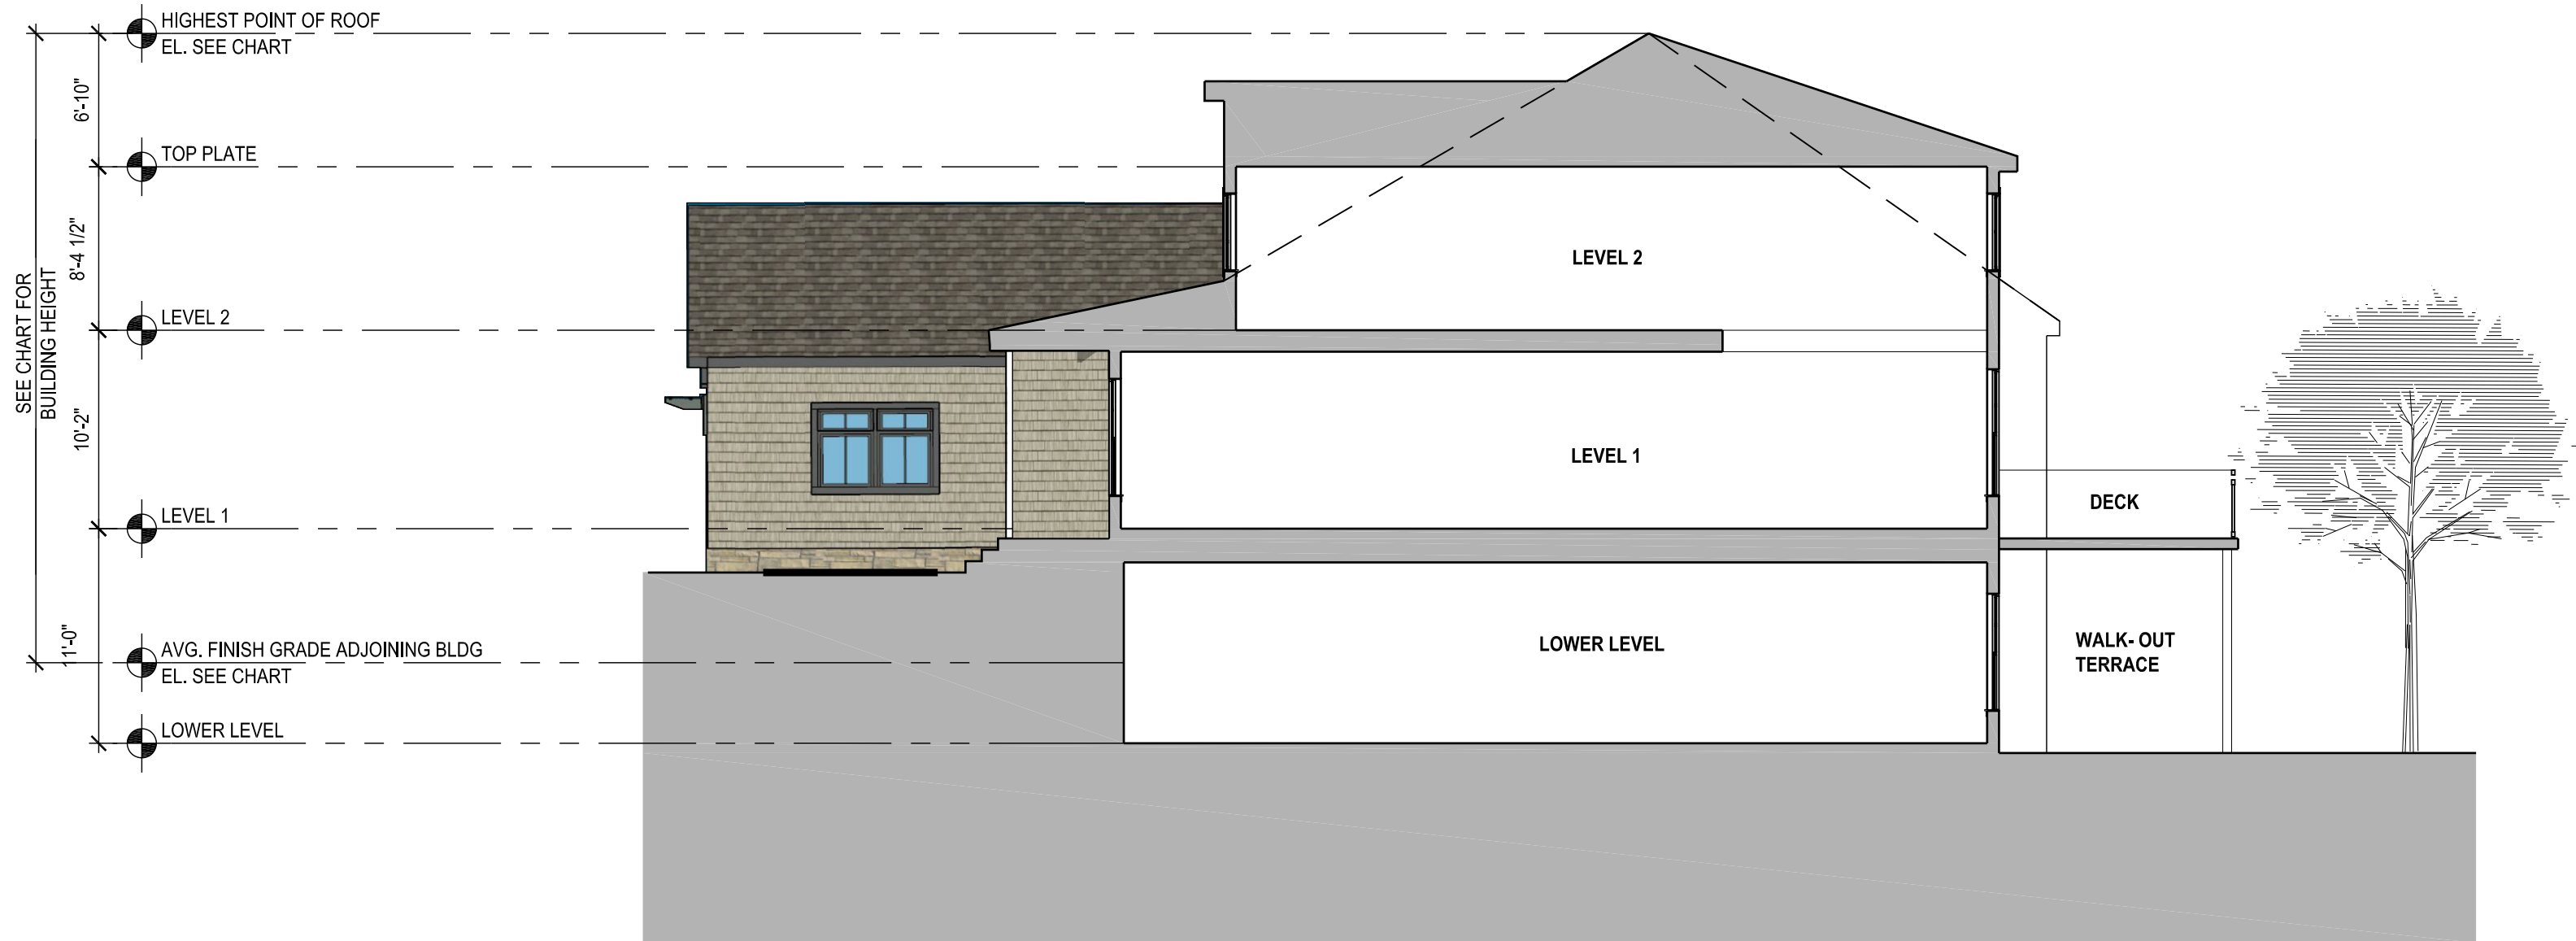 HIGHEST POINT OF ROOF
EL. SEE CHART
6'-10"
TOP PLATE
8'-4 1/2"
LEVEL 2
LEVEL 2
SEE CHART FOR
BUILDING HEIGHT
10'-2"
LEVEL 1
LEVEL 1
DECK
11'-0"
AVG. FINISH GRADE ADJOINING BLDG
EL. SEE CHART
LOWER LEVEL
WALK- OUT
TERRACE
LOWER LEVEL